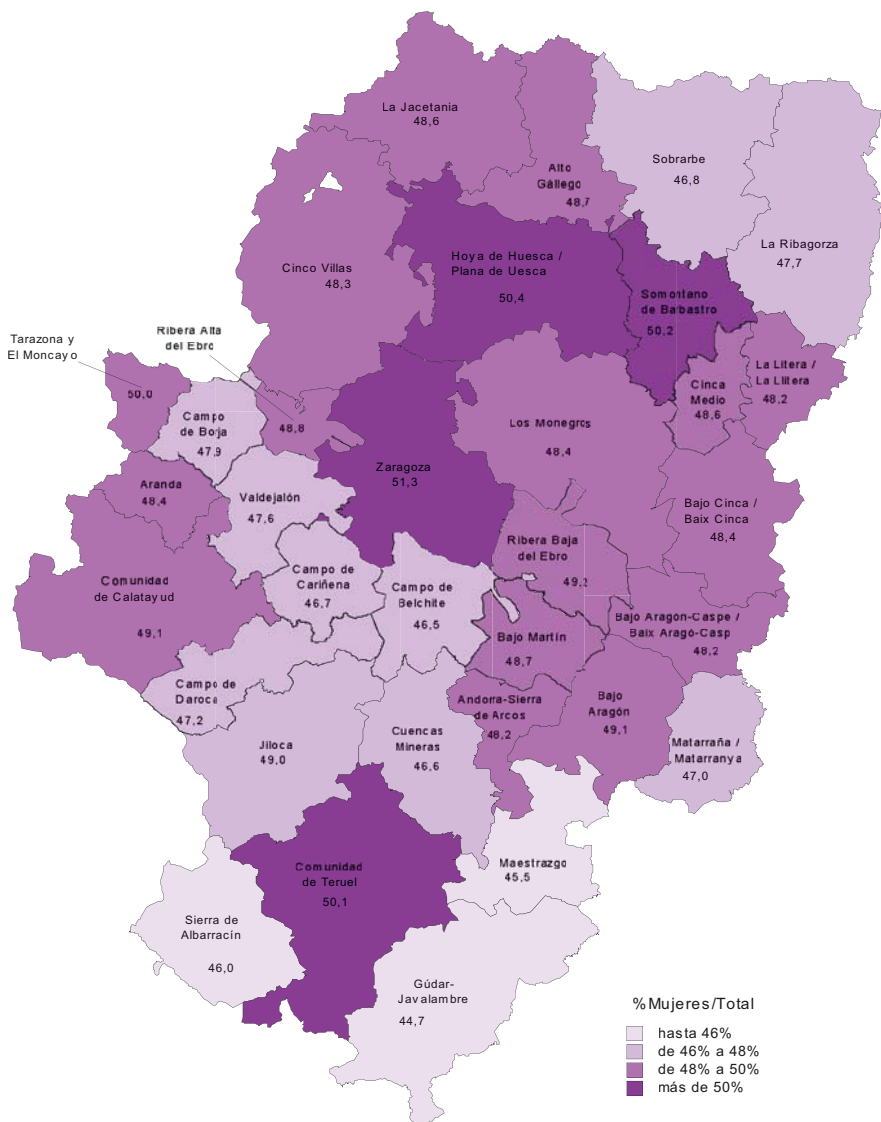 La Jacetania
48,6
Alto
Gállego
48,7
Sobrarbe
46,8
La Ribagorza
47,7
Cinco Villas
48,3
Hoya de Huesca /
Plana de Uesca
50,4
Somontano
de Barbastro
50,2
Tarazona y
El Moncayo
50,0
Ribera Alta
del Ebro
48,8
Campo
de Borja
47,9
La Litera /
La Llitera
48,2
Cinca
Medio
48,6
Los Monegros
48,4
Zaragoza
51,3
Aranda
48,4
Valdejalón
47,6
Bajo Cinca /
Baix Cinca
48,4
Ribera Baja
del Ebro
Comunidad
de Calatayud
49,1
Campo de
Cariñena
46,7
Campo de
Belchite
46,5
Bajo Martín
48,7
Bajo Aragón-Caspe /
Baix Aragó-Casp
48,2
Campo de
Daroca
47,2
Jiloca
49,0
Cuencas
Mineras
46,6
Andorra-Sierra
de Arcos
48,2
Bajo
Aragón
49,1
Matarraña /
Matarranya
47,0
Maestrazgo
45,5
Comunidad
de Teruel
50,1
Sierra de
Albarracín
46,0
Gúdar-
Javalambre
44,7
%Mujeres/Total
hasta 46%
de 46% a 48%
de 48% a 50%
más de 50%